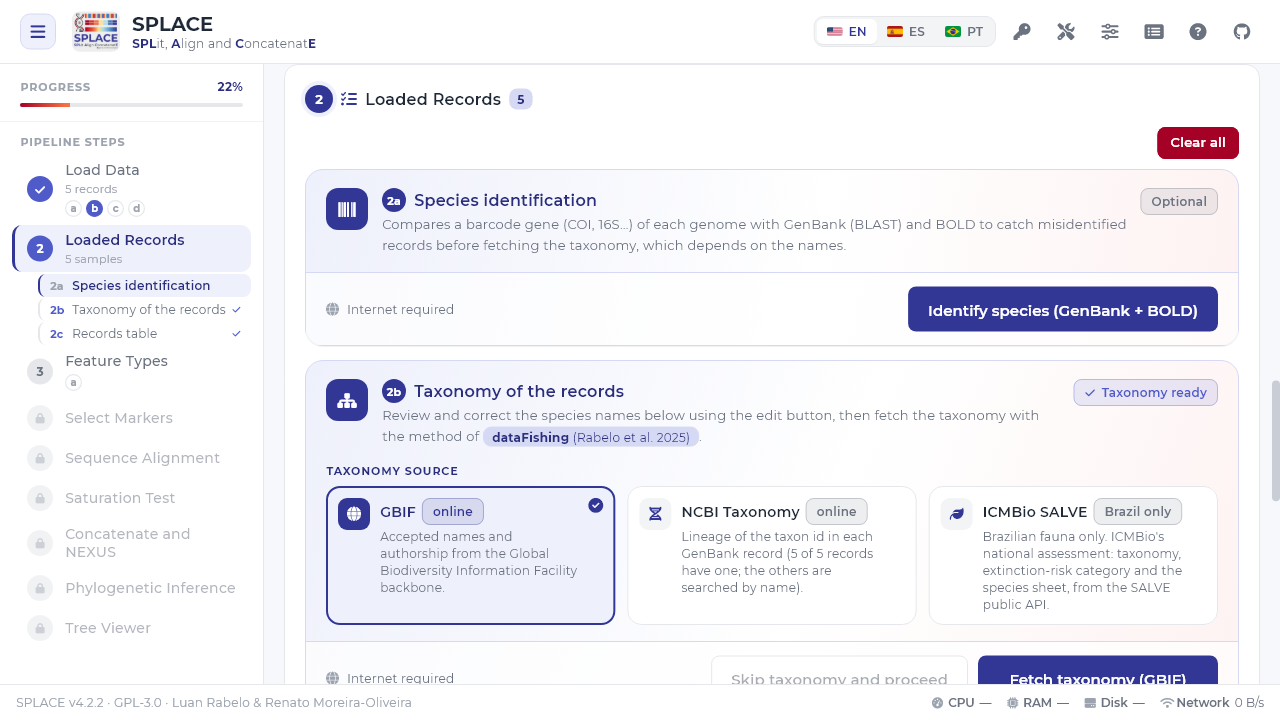 SPLACE
SPLit, Align and ConcatenatE
EN
ES
PT
PROGRESS
22%
PIPELINE STEPS
Load Data
5 records
a
b
c
d
2
Loaded Records
5 samples
2a
Species identification
2b
Taxonomy of the records
2c
Records table
3
Feature Types
a
Select Markers
Sequence Alignment
Saturation Test
Concatenate and
NEXUS
Phylogenetic Inference
Tree Viewer
2
Loaded Records
5
Clear all
2a
Species identification
Optional
Compares a barcode gene (COI, 16S…) of each genome with GenBank (BLAST) and BOLD to catch misidentified
records before fetching the taxonomy, which depends on the names.
Internet required
Identify species (GenBank + BOLD)
2b
Taxonomy of the records
Taxonomy ready
Review and correct the species names below using the edit button, then fetch the taxonomy with
the method of dataFishing (Rabelo et al. 2025).
TAXONOMY SOURCE
GBIF
online
Accepted names and
authorship from the Global
Biodiversity Information Facility
backbone.
NCBI Taxonomy
online
Lineage of the taxon id in each
GenBank record (5 of 5 records
have one; the others are
searched by name).
ICMBio SALVE
Brazil only
Brazilian fauna only. ICMBio's
national assessment: taxonomy,
extinction-risk category and the
species sheet, from the SALVE
public API.
Internet required
Skip taxonomy and proceed
Fetch taxonomy (GBIF)
SPLACE v4.2.2 · GPL-3.0 · Luan Rabelo & Renato Moreira-Oliveira
CPU —
RAM —
Disk —
Network 0 B/s